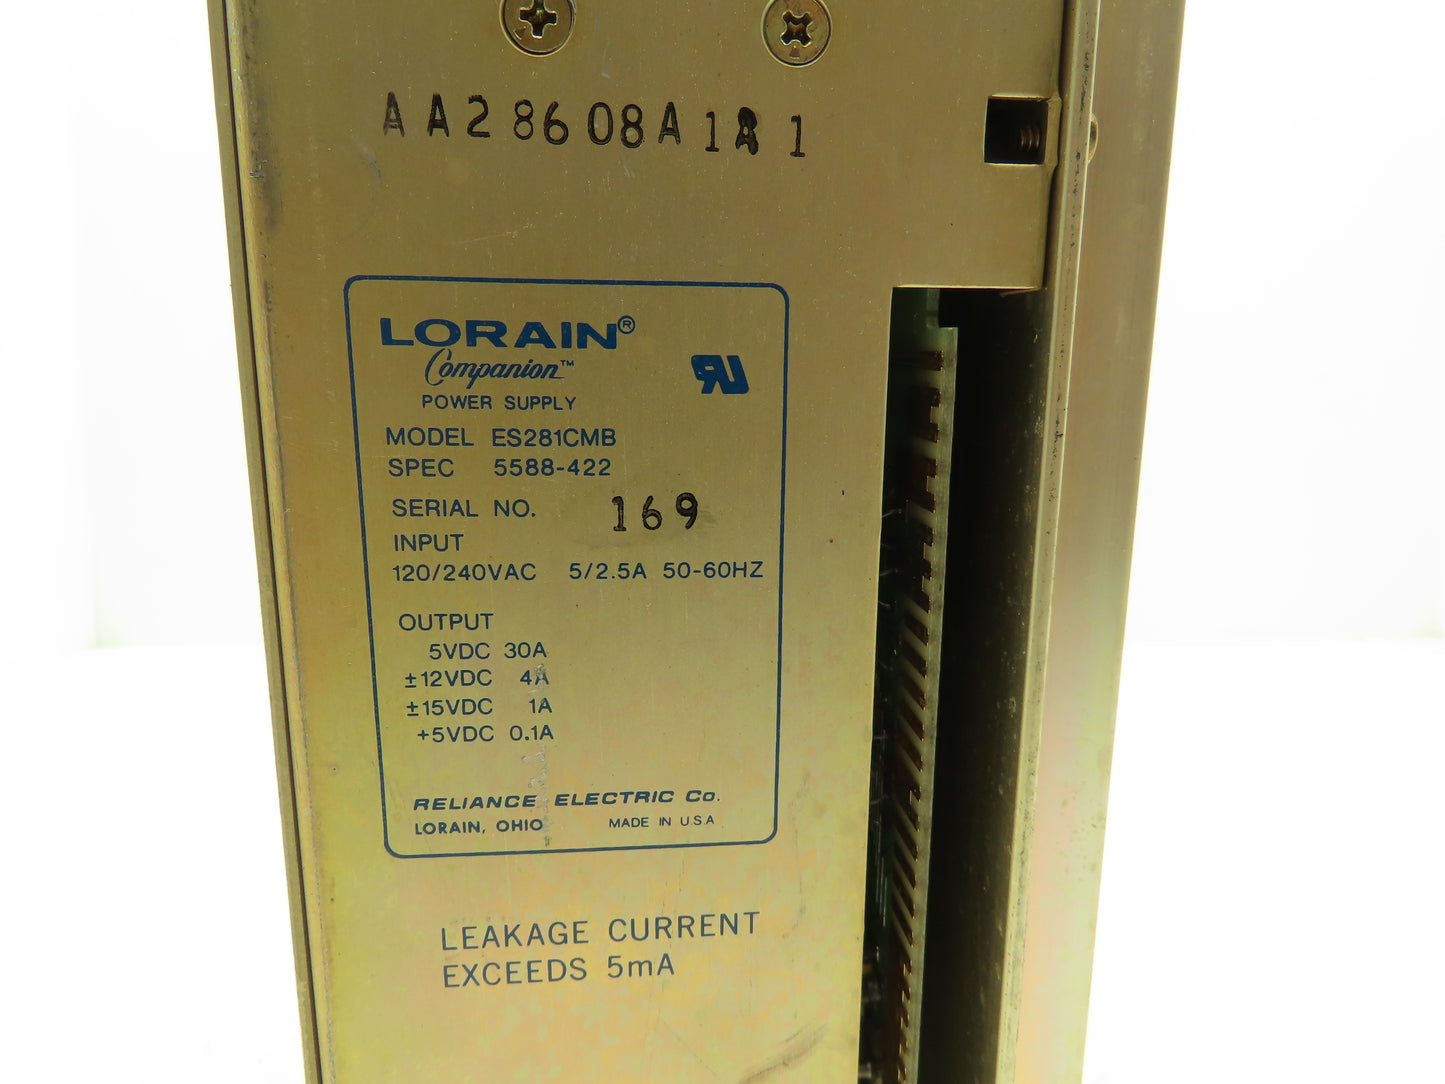 AA28608A1 1
LORAIN®
Companion™
POWER SUPPLY
MODEL ES281CMB
SPEC 5588-422
SERIAL NO. 169
INPUT
120/240VAC 5/2.5A 50-60HZ
OUTPUT
5VDC 30A
±12VDC 4A
±15VDC 1A
+5VDC 0.1A
RELIANCE ELECTRIC Co.
LORAIN, OHIO MADE IN U.S.A
LEAKAGE CURRENT
EXCEEDS 5mA